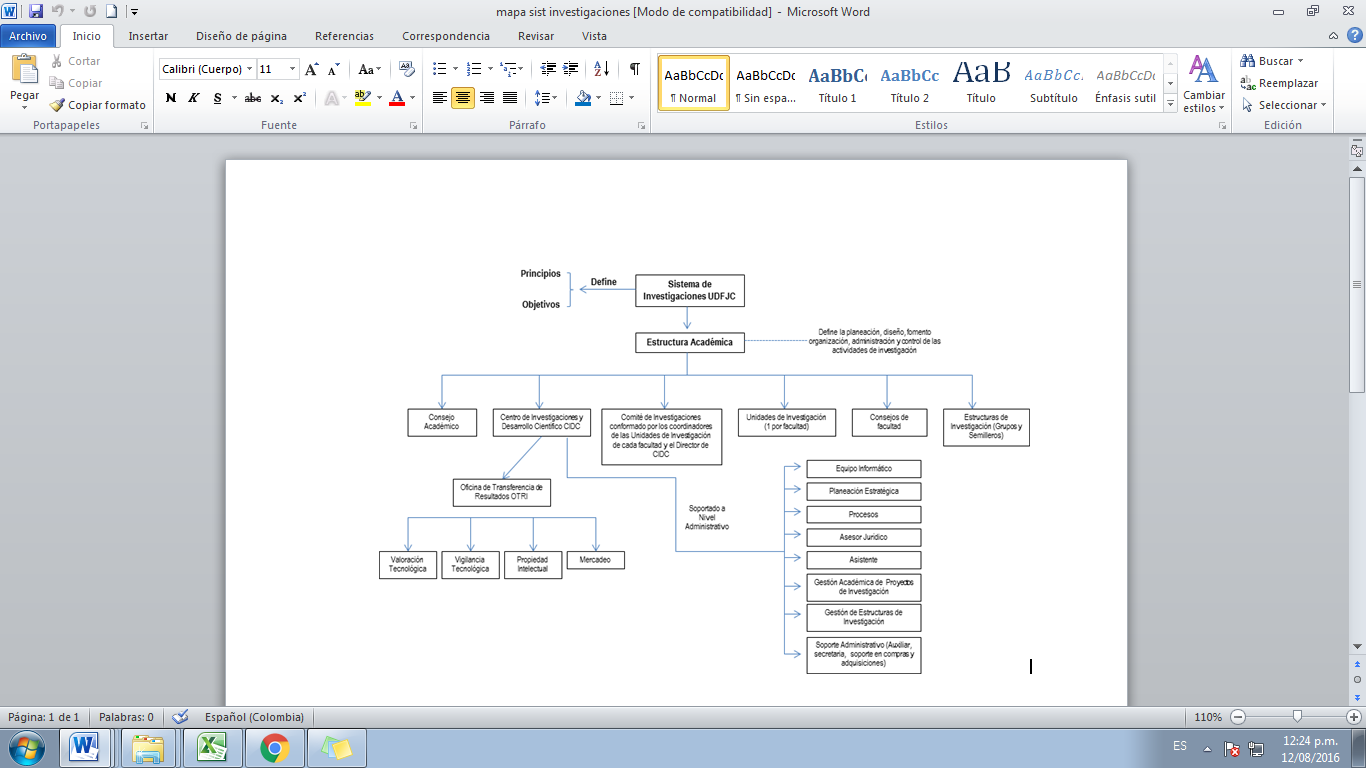 mapa sist investigaciones [Modo de compatibilidad] - Microsoft Word
Archivo Inicio Insertar Diseño de página Referencias Correspondencia Revisar Vista
Pegar
Cortar
Copiar
Copiar formato
Portapapeles
Calibri (Cuerpo) 11
N K S abc x₂ x²
Fuente
Párrafo
AaBbCcDc AaBbCcDc AaBbCc AaBbCc AaB AaBbCc. AaBbCcDc
¶ Normal ¶ Sin espa... Título 1 Título 2 Título Subtítulo Énfasis sutil
Estilos
Cambiar
estilos
Buscar
Reemplazar
Seleccionar
Edición
Principios
Objetivos
Define
Sistema de
Investigaciones UDFJC
Estructura Académica
Define la planeación, diseño, fomento
organización, administración y control de las
actividades de investigación
Consejo
Académico
Centro de Investigaciones y
Desarrollo Científico CIDC
Comité de Investigaciones
conformado por los coordinadores
de las Unidades de Investigación
de cada facultad y el Director de
CIDC
Unidades de Investigación
(1 por facultad)
Consejos de
facultad
Estructuras de
Investigación (Grupos y
Semilleros)
Oficina de Transferencia de
Resultados OTRI
Valoración
Tecnológica
Vigilancia
Tecnológica
Propiedad
Intelectual
Mercadeo
Soportado a
Nivel
Administrativo
Equipo Informático
Planeación Estratégica
Procesos
Asesor Jurídico
Asistente
Gestión Académica de Proyectos
de Investigación
Gestión de Estructuras de
Investigación
Soporte Administrativo (Auxiliar,
secretaria, soporte en compras y
adquisiciones)
Página: 1 de 1 Palabras: 0 Español (Colombia) 110%
ES 12:24 p.m.
12/08/2016